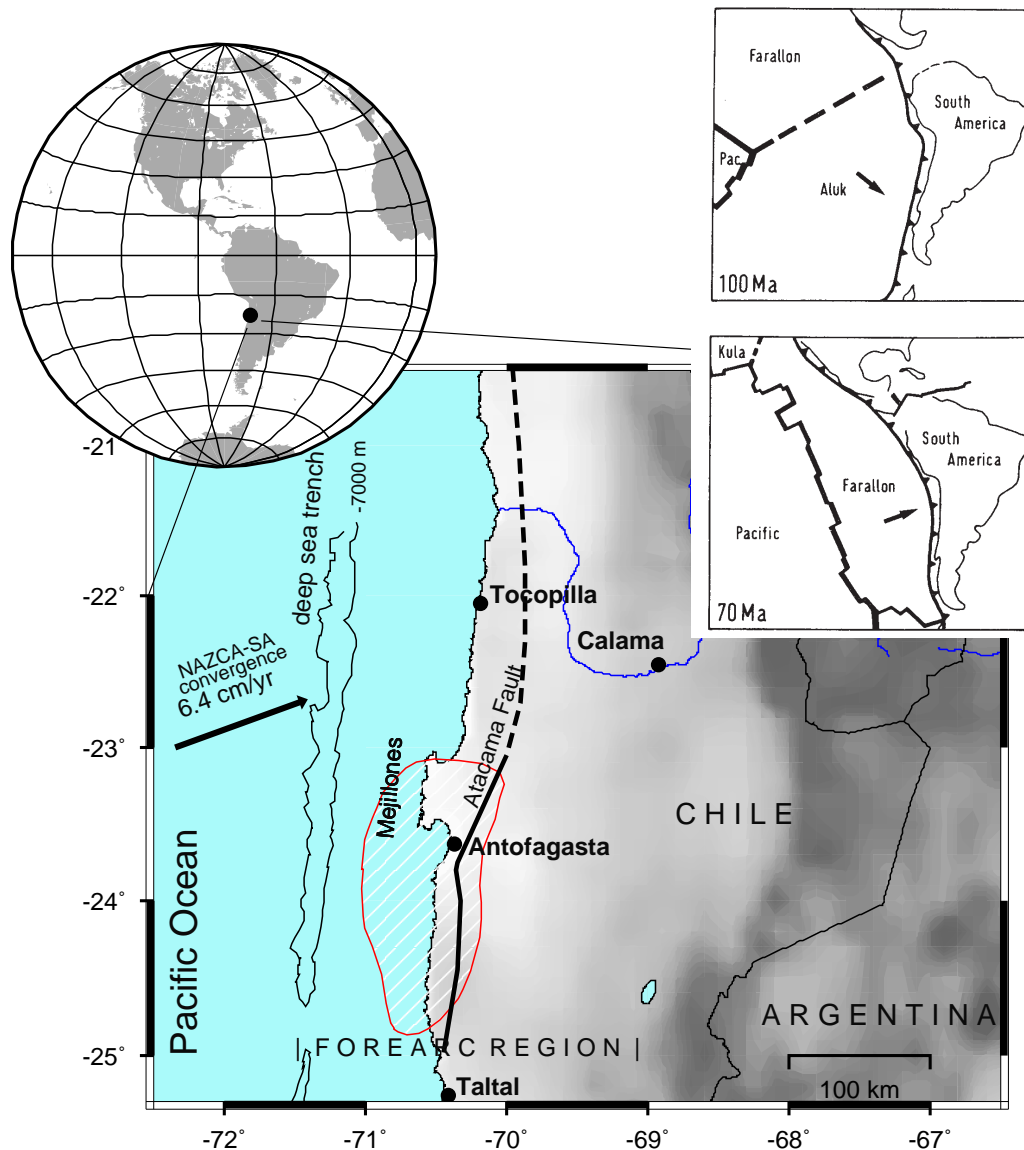 Farallon
South
America
Pac.
Aluk
100Ma
Kula
South
America
Farallon
Pacific
70 Ma
-21
-22˚
-23˚
-24˚
-25˚
deep sea trench
-7000 m
NAZCA-SA
convergence
6.4 cm/yr
Tocopilla
Calama
Atacama Fault
Mejillones
Antofagasta
CHILE
Pacific Ocean
ARGENTINA
| FOREARC REGION |
Taltal
100 km
-72˚
-71˚
-70˚
-69˚
-68˚
-67˚